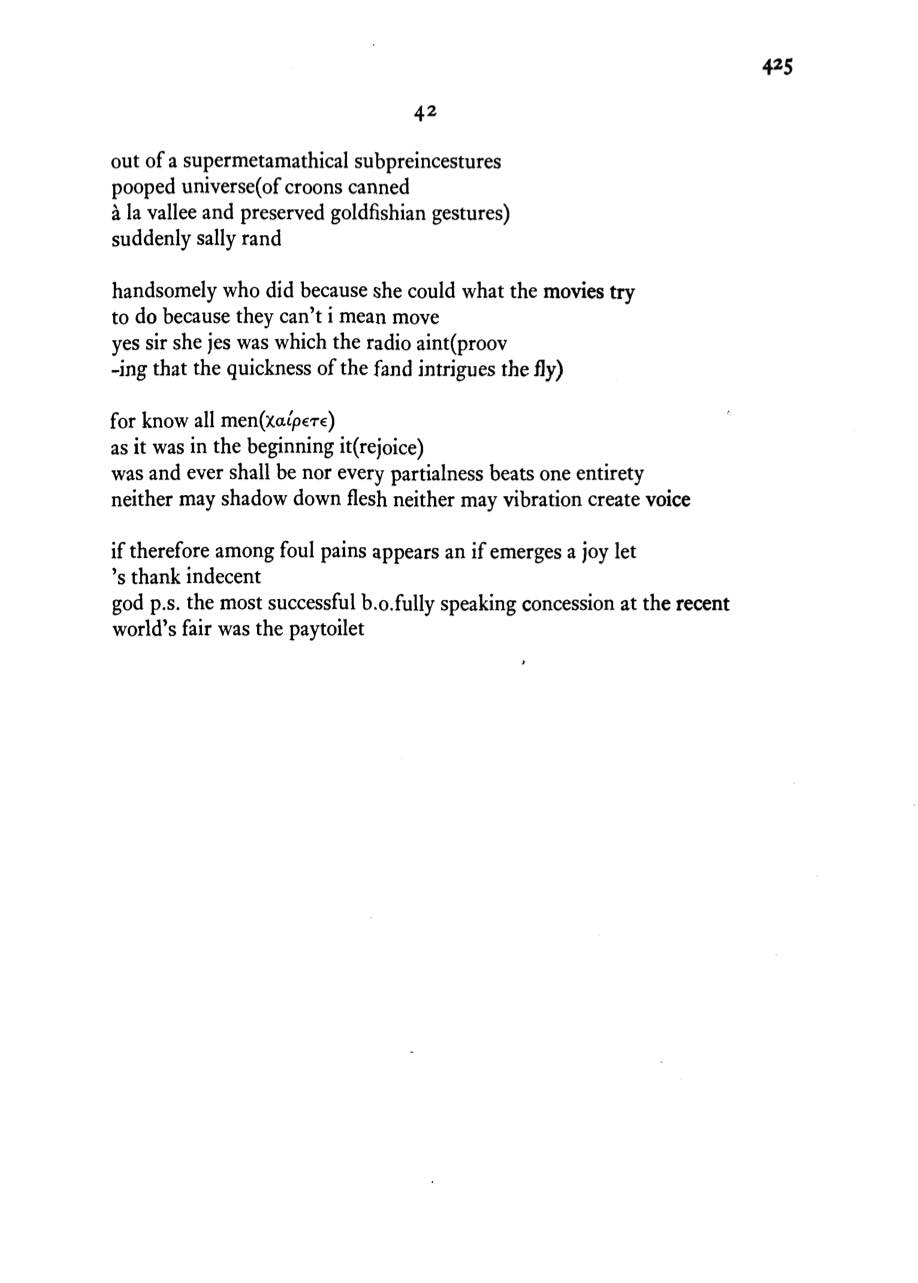 425
42
out of a supermetamathical subpreincestures
pooped universe(of croons canned
à la vallee and preserved goldfishian gestures)
suddenly sally rand
handsomely who did because she could what the movies try
to do because they can't i mean move
yes sir she jes was which the radio aint(proov
-ing that the quickness of the fand intrigues the fly)
for know all men(χαίρετε)
as it was in the beginning it(rejoice)
was and ever shall be nor every partialness beats one entirety
neither may shadow down flesh neither may vibration create voice
if therefore among foul pains appears an if emerges a joy let
's thank indecent
god p.s. the most successful b.o.fully speaking concession at the recent
world's fair was the paytoilet